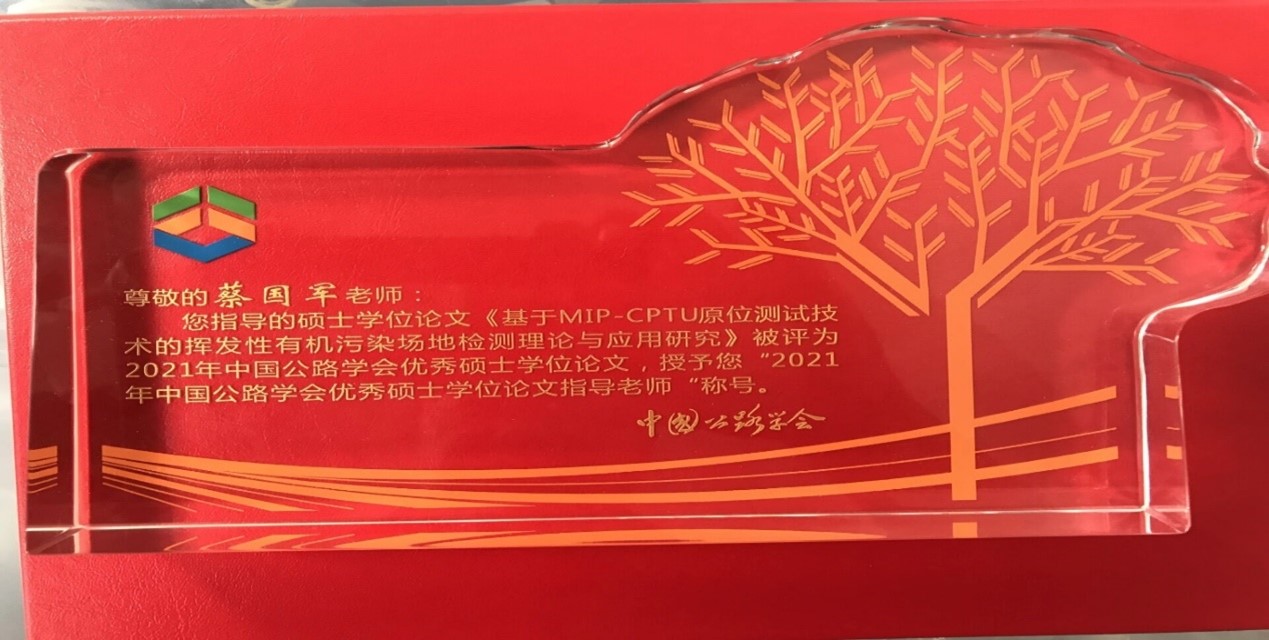 尊敬的蔡国军老师：
您指导的硕士学位论文《基于MIP-CPTU原位测试技
术的挥发性有机污染场地检测理论与应用研究》被评为
2021年中国公路学会优秀硕士学位论文，授予您“2021
年中国公路学会优秀硕士学位论文指导老师“称号。
中国公路学会